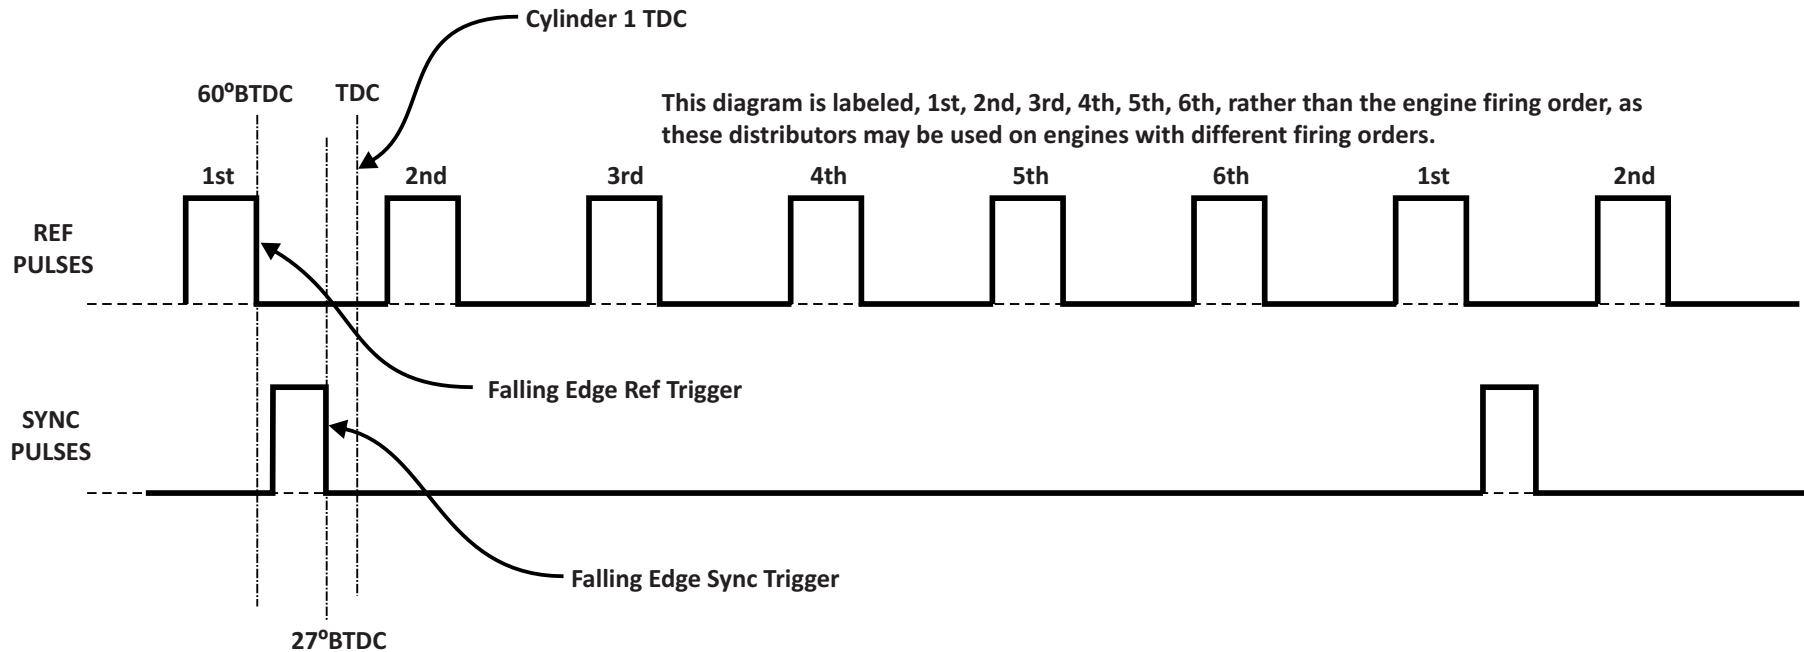 Cylinder 1 TDC
60⁰BTDC
TDC
This diagram is labeled, 1st, 2nd, 3rd, 4th, 5th, 6th, rather than the engine firing order, as
these distributors may be used on engines with different firing orders.
1st
2nd
3rd
4th
5th
6th
1st
2nd
REF
PULSES
Falling Edge Ref Trigger
SYNC
PULSES
Falling Edge Sync Trigger
27⁰BTDC